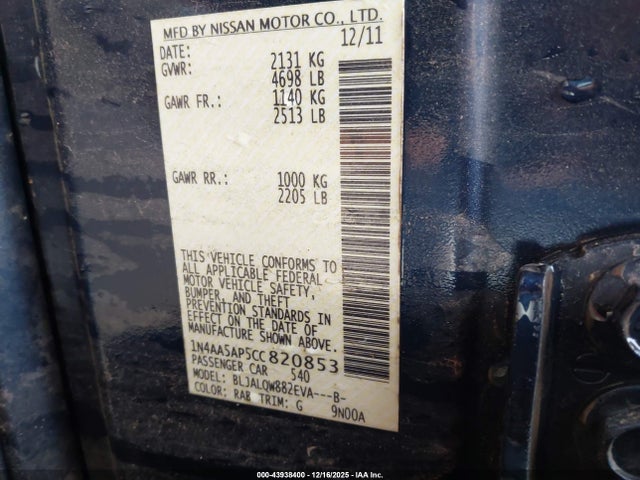 MFD BY NISSAN MOTOR CO., LTD.
DATE: 12/11
GVWR: 2131 KG
4698 LB
GAWR FR.: 1140 KG
2513 LB
GAWR RR.: 1000 KG
2205 LB
THIS VEHICLE CONFORMS TO
ALL APPLICABLE FEDERAL
MOTOR VEHICLE SAFETY,
BUMPER, AND THEFT
PREVENTION STANDARDS IN
EFFECT ON THE DATE OF
MANUFACTURE SHOWN ABOVE.
1N4AA5AP5CC820853
PASSENGER CAR S40
MODEL: BLJALQW882EVA---B-
COLOR: RAB TRIM: G 9N00A
000-43938400 - 12/16/2025 - IAA Inc.